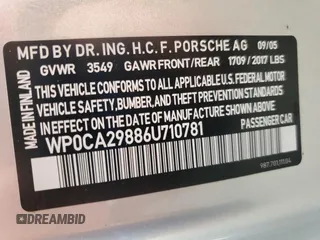 MFD BY DR. ING. H.C. F. PORSCHE AG 09/05
GVWR 3549 GAWR FRONT/REAR 1709/2017 LBS
THIS VEHICLE CONFORMS TO ALL APPLICABLE U.S. FEDERAL MOTOR
VEHICLE SAFETY, BUMPER, AND THEFT PREVENTION STANDARDS
IN EFFECT ON THE DATE OF MANUFACTURE SHOWN ABOVE.
WP0CA29886U710781 PASSENGER CAR
MADE IN FINLAND
DREAMBID